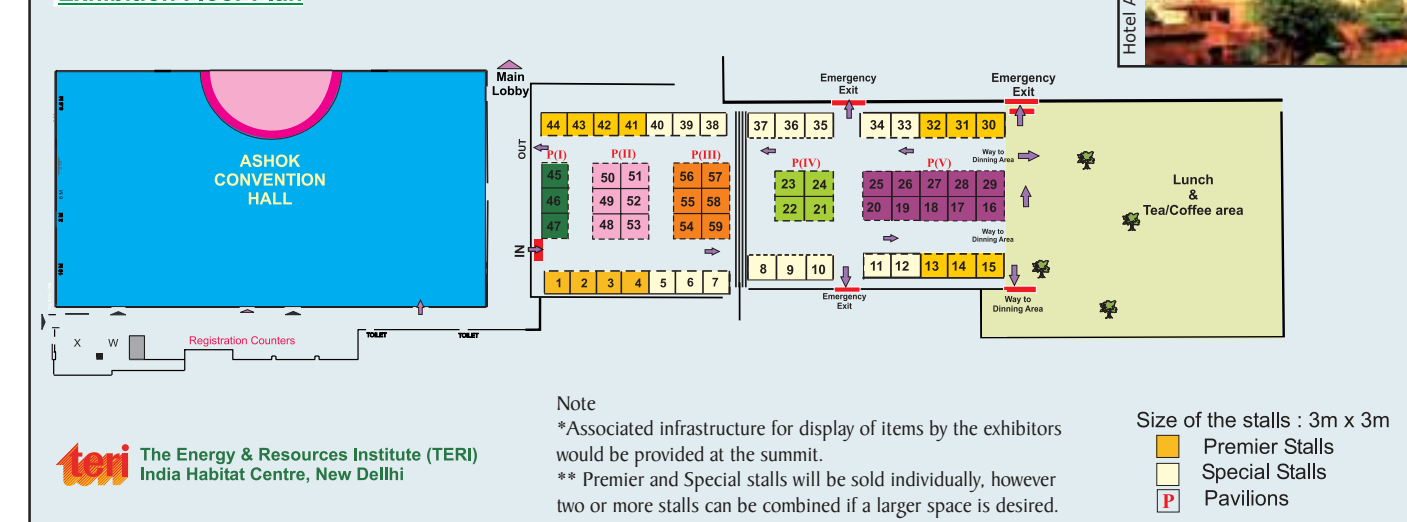 Exhibition Floor Plan
Hotel A
Main
Lobby
Emergency
Exit
Emergency
Exit
44 43 42 41 40 39 38
37 36 35
34 33 32 31 30
OUT
P(I)
P(II)
P(III)
P(IV)
P(V)
Way to
Dinning Area
ASHOK
CONVENTION
HALL
45
46
47
50 51
49 52
48 53
56 57
55 58
54 59
23 24
22 21
25 26 27 28 29
20 19 18 17 16
Lunch
&
Tea/Coffee area
Way to
Dinning Area
IN
1 2 3 4 5 6 7
8 9 10
11 12 13 14 15
Emergency
Exit
Way to
Dinning Area
X W
Registration Counters
TOILET
TOILET
teri
The Energy & Resources Institute (TERI)
India Habitat Centre, New Dellhi
Note
*Associated infrastructure for display of items by the exhibitors
would be provided at the summit.
** Premier and Special stalls will be sold individually, however
two or more stalls can be combined if a larger space is desired.
Size of the stalls : 3m x 3m
Premier Stalls
Special Stalls
P Pavilions